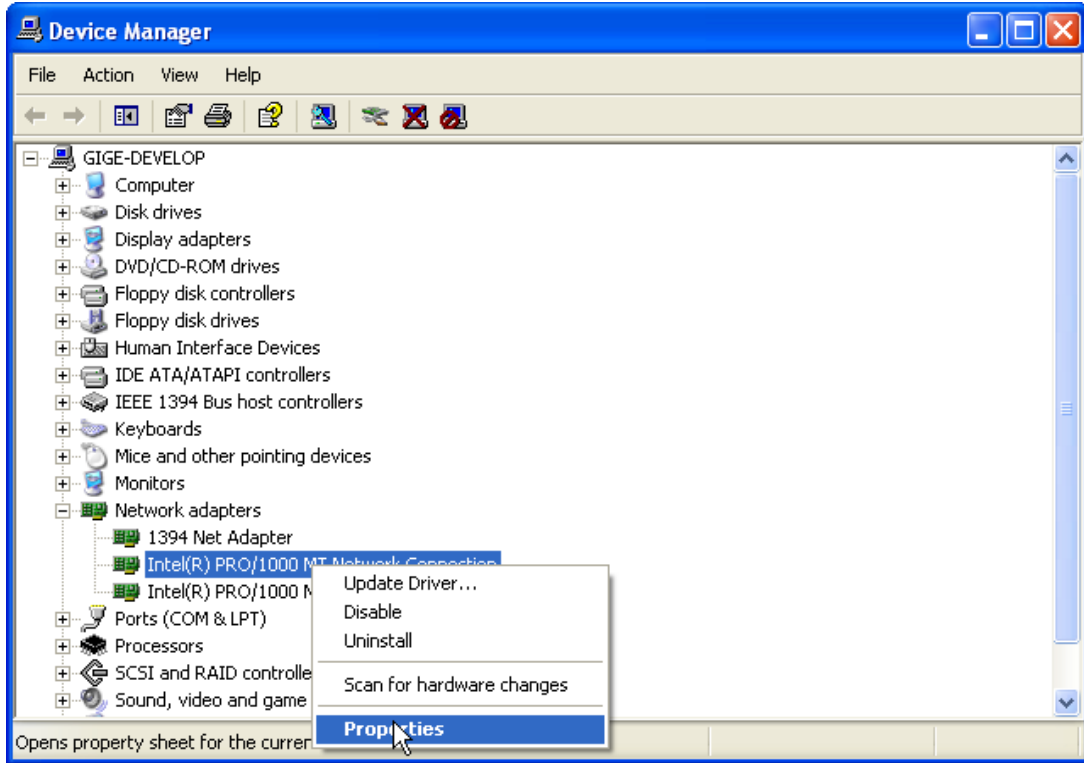 Device Manager
File Action View Help
GIGE-DEVELOP
Computer
Disk drives
Display adapters
DVD/CD-ROM drives
Floppy disk controllers
Floppy disk drives
Human Interface Devices
IDE ATA/ATAPI controllers
IEEE 1394 Bus host controllers
Keyboards
Mice and other pointing devices
Monitors
Network adapters
1394 Net Adapter
Intel(R) PRO/1000 MT Network Connection
Intel(R) PRO/1000 M
Update Driver...
Disable
Uninstall
Scan for hardware changes
Properties
Ports (COM & LPT)
Processors
SCSI and RAID controlle
Sound, video and game
Opens property sheet for the curren